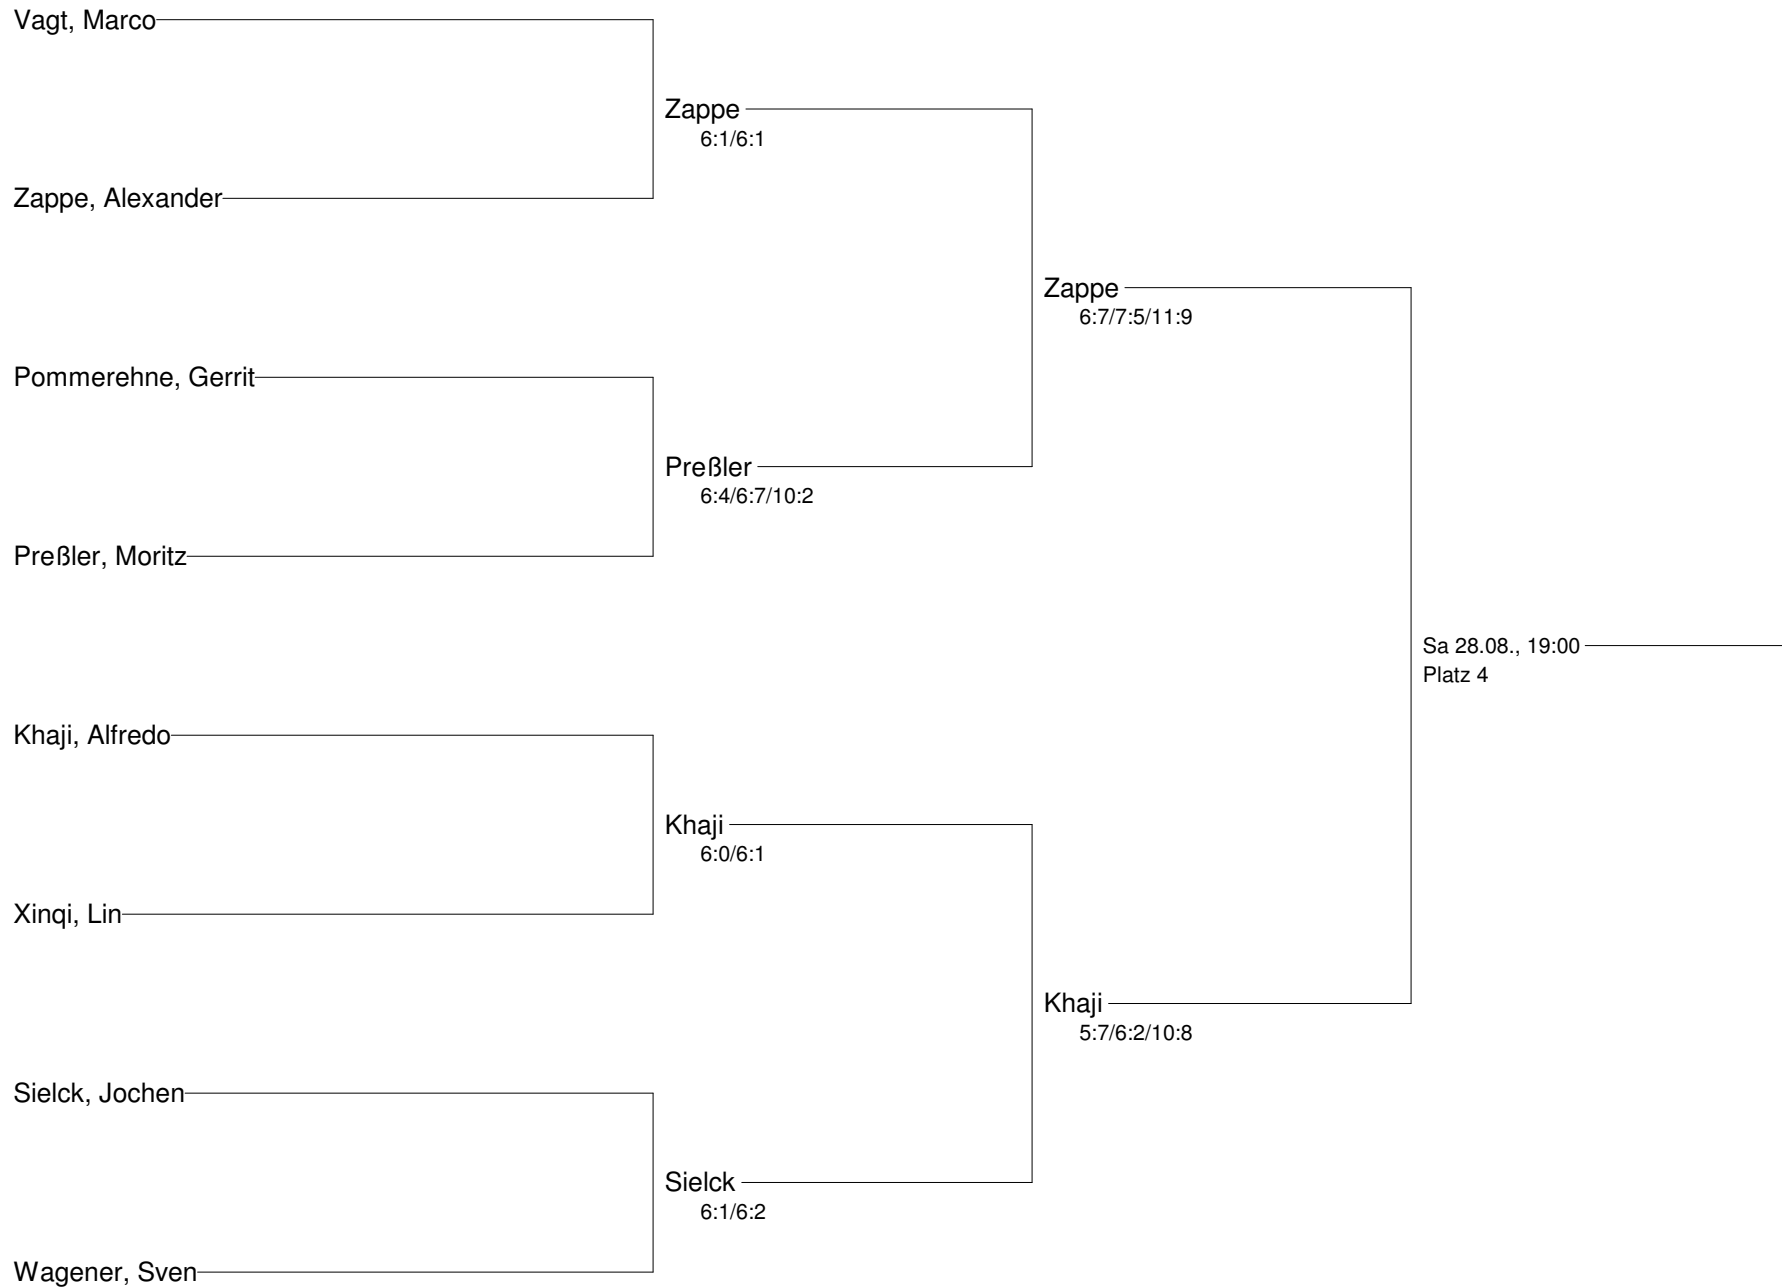 Vagt, Marco
Zappe
6:1/6:1
Zappe, Alexander
Zappe
6:7/7:5/11:9
Pommerehne, Gerrit
Preßler
6:4/6:7/10:2
Preßler, Moritz
Sa 28.08., 19:00
Platz 4
Khaji, Alfredo
Khaji
6:0/6:1
Xinqi, Lin
Khaji
5:7/6:2/10:8
Sielck, Jochen
Sielck
6:1/6:2
Wagener, Sven